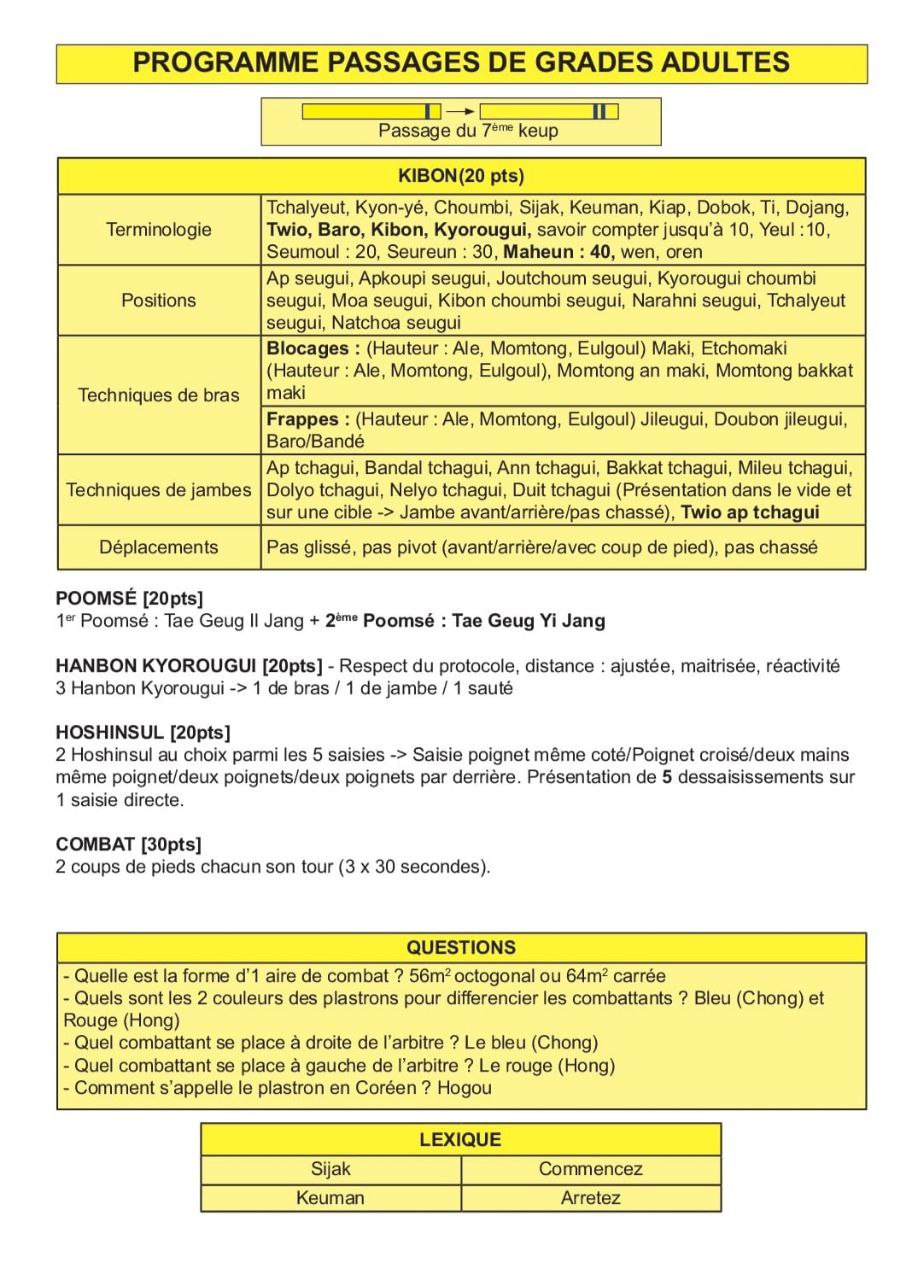 PROGRAMME PASSAGES DE GRADES ADULTES
Passage du 7ème keup
KIBON(20 pts)
Terminologie
Tchalyeut, Kyon-yé, Choumbi, Sijak, Keuman, Kiap, Dobok, Ti, Dojang,
Twio, Baro, Kibon, Kyorougui, savoir compter jusqu'à 10, Yeul :10,
Seumoul : 20, Seureun : 30, Maheun : 40, wen, oren
Positions
Ap seugui, Apkoupi seugui, Joutchoum seugui, Kyorougui choumbi
seugui, Moa seugui, Kibon choumbi seugui, Narahni seugui, Tchalyeut
seugui, Natchoa seugui
Techniques de bras
Blocages : (Hauteur : Ale, Momtong, Eulgoul) Maki, Etchomaki
(Hauteur : Ale, Momtong, Eulgoul), Momtong an maki, Momtong bakkat
maki
Frappes : (Hauteur : Ale, Momtong, Eulgoul) Jileugui, Doubon jileugui,
Baro/Bandé
Techniques de jambes
Ap tchagui, Bandal tchagui, Ann tchagui, Bakkat tchagui, Mileu tchagui,
Dolyo tchagui, Nelyo tchagui, Duit tchagui (Présentation dans le vide et
sur une cible -> Jambe avant/arrière/pas chassé), Twio ap tchagui
Déplacements
Pas glissé, pas pivot (avant/arrière/avec coup de pied), pas chassé
POOMSÉ [20pts]
1er Poomsé : Tae Geug Il Jang + 2ème Poomsé : Tae Geug Yi Jang
HANBON KYOROUGUI [20pts] - Respect du protocole, distance : ajustée, maitrisée, réactivité
3 Hanbon Kyorougui -> 1 de bras / 1 de jambe / 1 sauté
HOSHINSUL [20pts]
2 Hoshinsul au choix parmi les 5 saisies -> Saisie poignet même coté/Poignet croisé/deux mains
même poignet/deux poignets/deux poignets par derrière. Présentation de 5 dessaisissements sur
1 saisie directe.
COMBAT [30pts]
2 coups de pieds chacun son tour (3 x 30 secondes).
QUESTIONS
- Quelle est la forme d'1 aire de combat ? 56m² octogonal ou 64m² carrée
- Quels sont les 2 couleurs des plastrons pour differencier les combattants ? Bleu (Chong) et
Rouge (Hong)
- Quel combattant se place à droite de l'arbitre ? Le bleu (Chong)
- Quel combattant se place à gauche de l'arbitre ? Le rouge (Hong)
- Comment s'appelle le plastron en Coréen ? Hogou
LEXIQUE
Sijak
Commencez
Keuman
Arretez